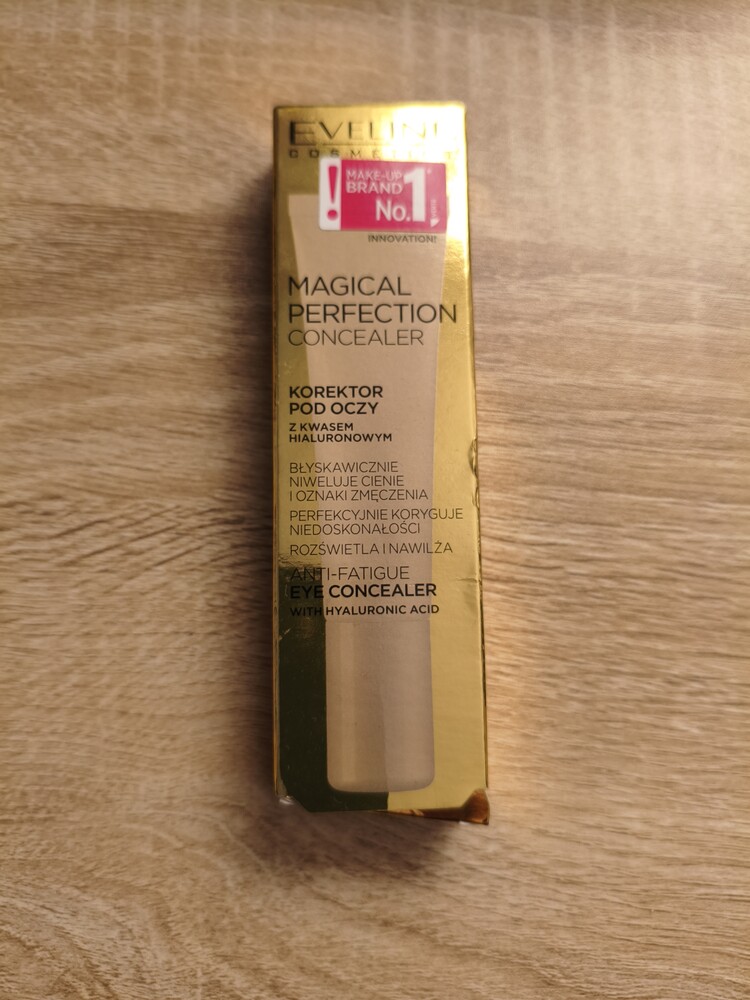 EVELINE
COSMETICS
!
MAKE-UP
BRAND
No.1
INNOVATION!
MAGICAL
PERFECTION
CONCEALER
KOREKTOR
POD OCZY
Z KWASEM
HIALURONOWYM
BŁYSKAWICZNIE
NIWELUJE CIENIE
I OZNAKI ZMĘCZENIA
PERFEKCYJNIE KORYGUJE
NIEDOSKONAŁOŚCI
ROZŚWIETLA I NAWILŻA
ANTI-FATIGUE
EYE CONCEALER
WITH HYALURONIC ACID